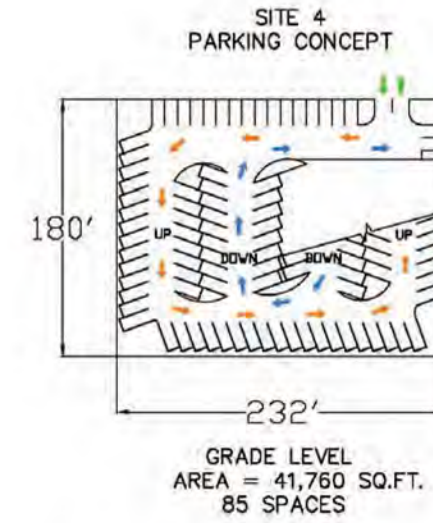 SITE 4
PARKING CONCEPT
180'
UP
DOWN
DOWN
UP
232'
GRADE LEVEL
AREA = 41,760 SQ.FT.
85 SPACES